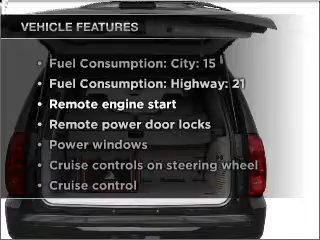 VEHICLE FEATURES
• Fuel Consumption: City: 15
• Fuel Consumption: Highway: 21
• Remote engine start
• Remote power door locks
• Power windows
• Cruise controls on steering wheel
• Cruise control